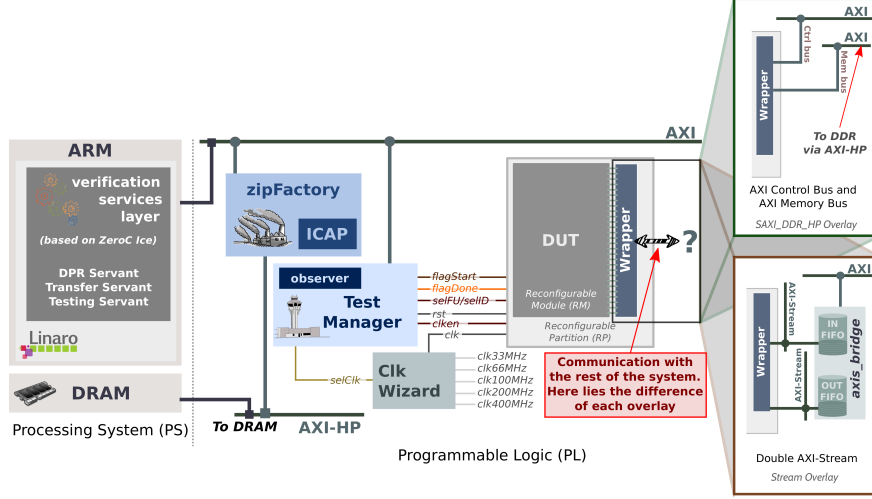 ARM
verification
services
layer
(based on ZeroC Ice)
DPR Servant
Transfer Servant
Testing Servant
Linaro
DRAM
Processing System (PS)
AXI
zipFactory
ICAP
observer
Test
Manager
flagStart
flagDone
selFU/selID
rst
clken
clk
selClk
Clk
Wizard
clk33MHz
clk66MHz
clk100MHz
clk200MHz
clk400MHz
To DRAM
AXI-HP
Programmable Logic (PL)
DUT
Reconfigurable
Module (RM)
Reconfigurable
Partition (RP)
Wrapper
?
Communication with
the rest of the system.
Here lies the difference
of each overlay
AXI
AXI
Ctrl bus
Mem bus
Wrapper
To DDR
via AXI-HP
AXI Control Bus and
AXI Memory Bus
SAXI_DDR_HP Overlay
AXI
AXI-Stream
AXI-Stream
Wrapper
IN
FIFO
OUT
FIFO
axis_bridge
Double AXI-Stream
Stream Overlay